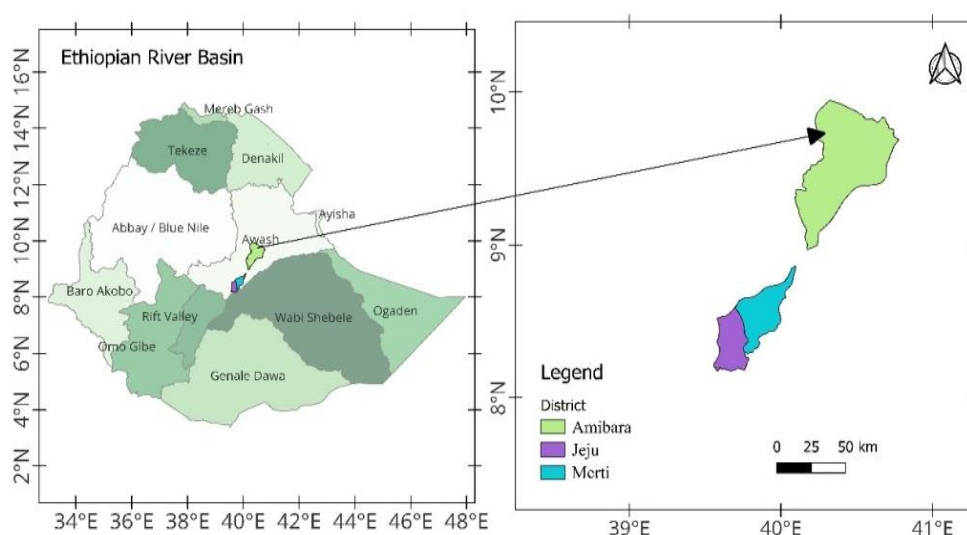 Ethiopian River Basin
16°N
14°N
12°N
10°N
8°N
6°N
4°N
2°N
34°E 36°E 38°E 40°E 42°E 44°E 46°E 48°E
Mereb Gash
Tekeze
Denakil
Ayisha
Abbay / Blue Nile
Awash
Baro Akobo
Rift Valley
Wabi Shebele
Ogaden
Omo Gibe
Genale Dawa
10°N
9°N
8°N
39°E 40°E 41°E
Legend
District
Amibara
Jeju
Merti
0 25 50 km